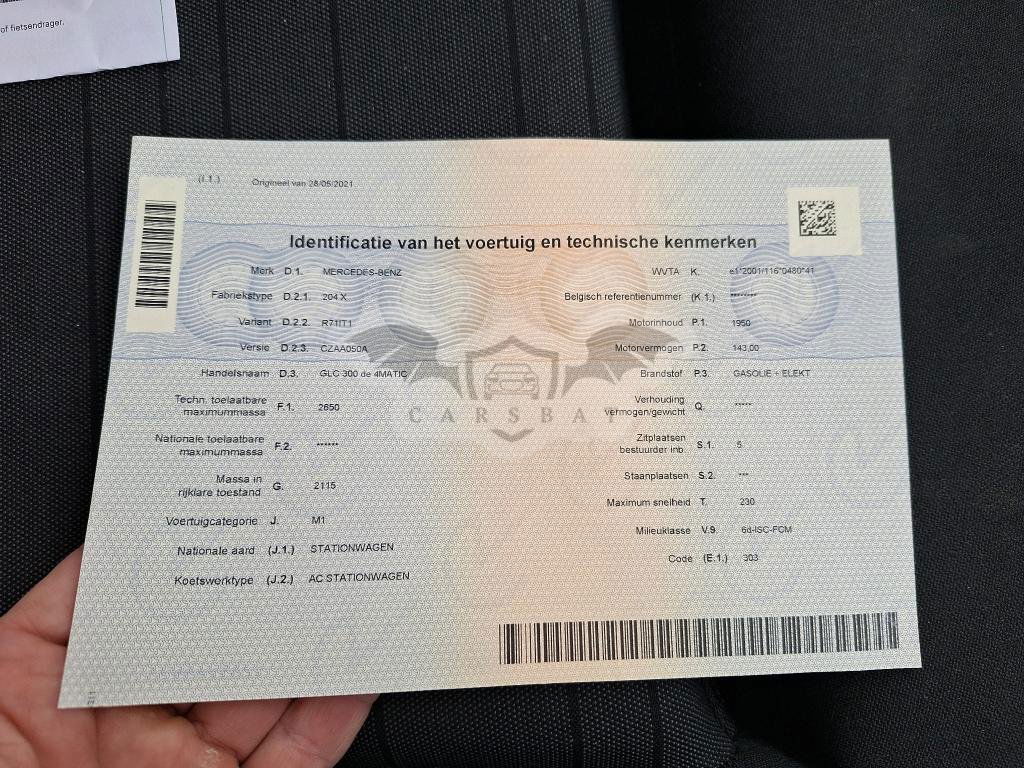 of fietsendrager.
(I.1.) Origineel van 28/05/2021
Identificatie van het voertuig en technische kenmerken
Merk D.1. MERCEDES-BENZ
Fabriekstype D.2.1. 204 X
Variant D.2.2. R71IT1
Versie D.2.3. CZAA050A
Handelsnaam D.3. GLC 300 de 4MATIC
Techn. toelaatbare
maximummassa F.1. 2650
Nationale toelaatbare
maximummassa F.2. ******
Massa in
rijklare toestand G. 2115
Voertuigcategorie J. M1
Nationale aard (J.1.) STATIONWAGEN
Koetswerktype (J.2.) AC STATIONWAGEN
WVTA K. e1*2001/116*0480*41
Belgisch referentienummer (K.1.) ********
Motorinhoud P.1. 1950
Motorvermogen P.2. 143,00
Brandstof P.3. GASOLIE + ELEKT
Verhouding
vermogen/gewicht Q. *****
Zitplaatsen
bestuurder inb. S.1. 5
Staanplaatsen S.2. ***
Maximum snelheid T. 230
Milieuklasse V.9. 6d-ISC-FCM
Code (E.1.) 303
CARSBAY